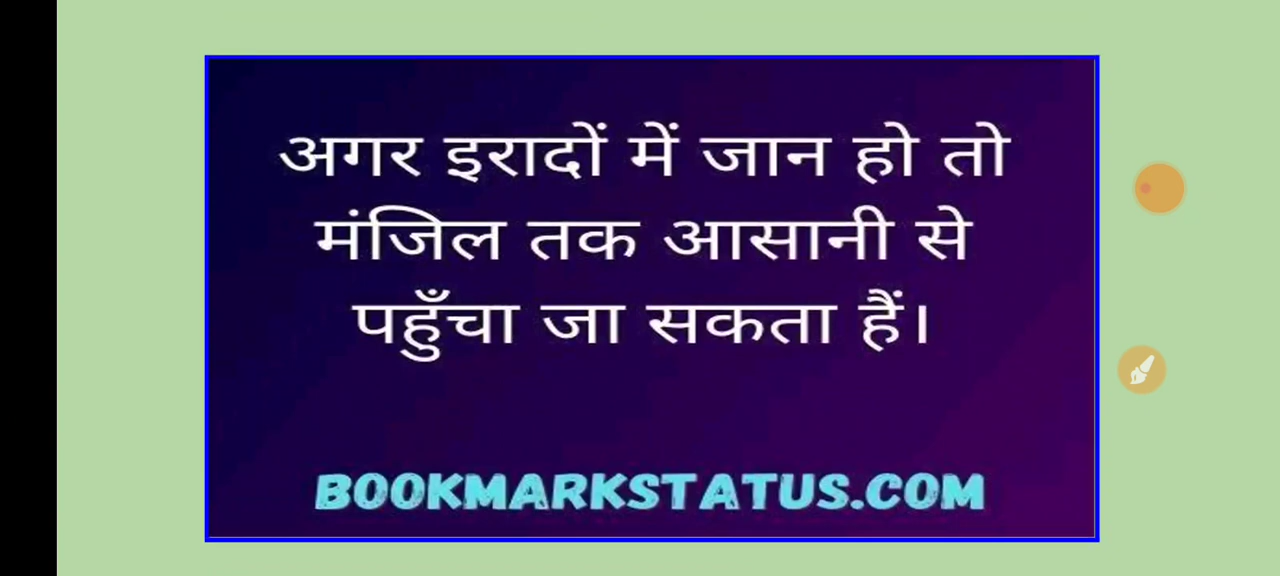 अगर इरादों में जान हो तो
मंजिल तक आसानी से
पहुँचा जा सकता हैं।
BOOKMARKSTATUS.COM